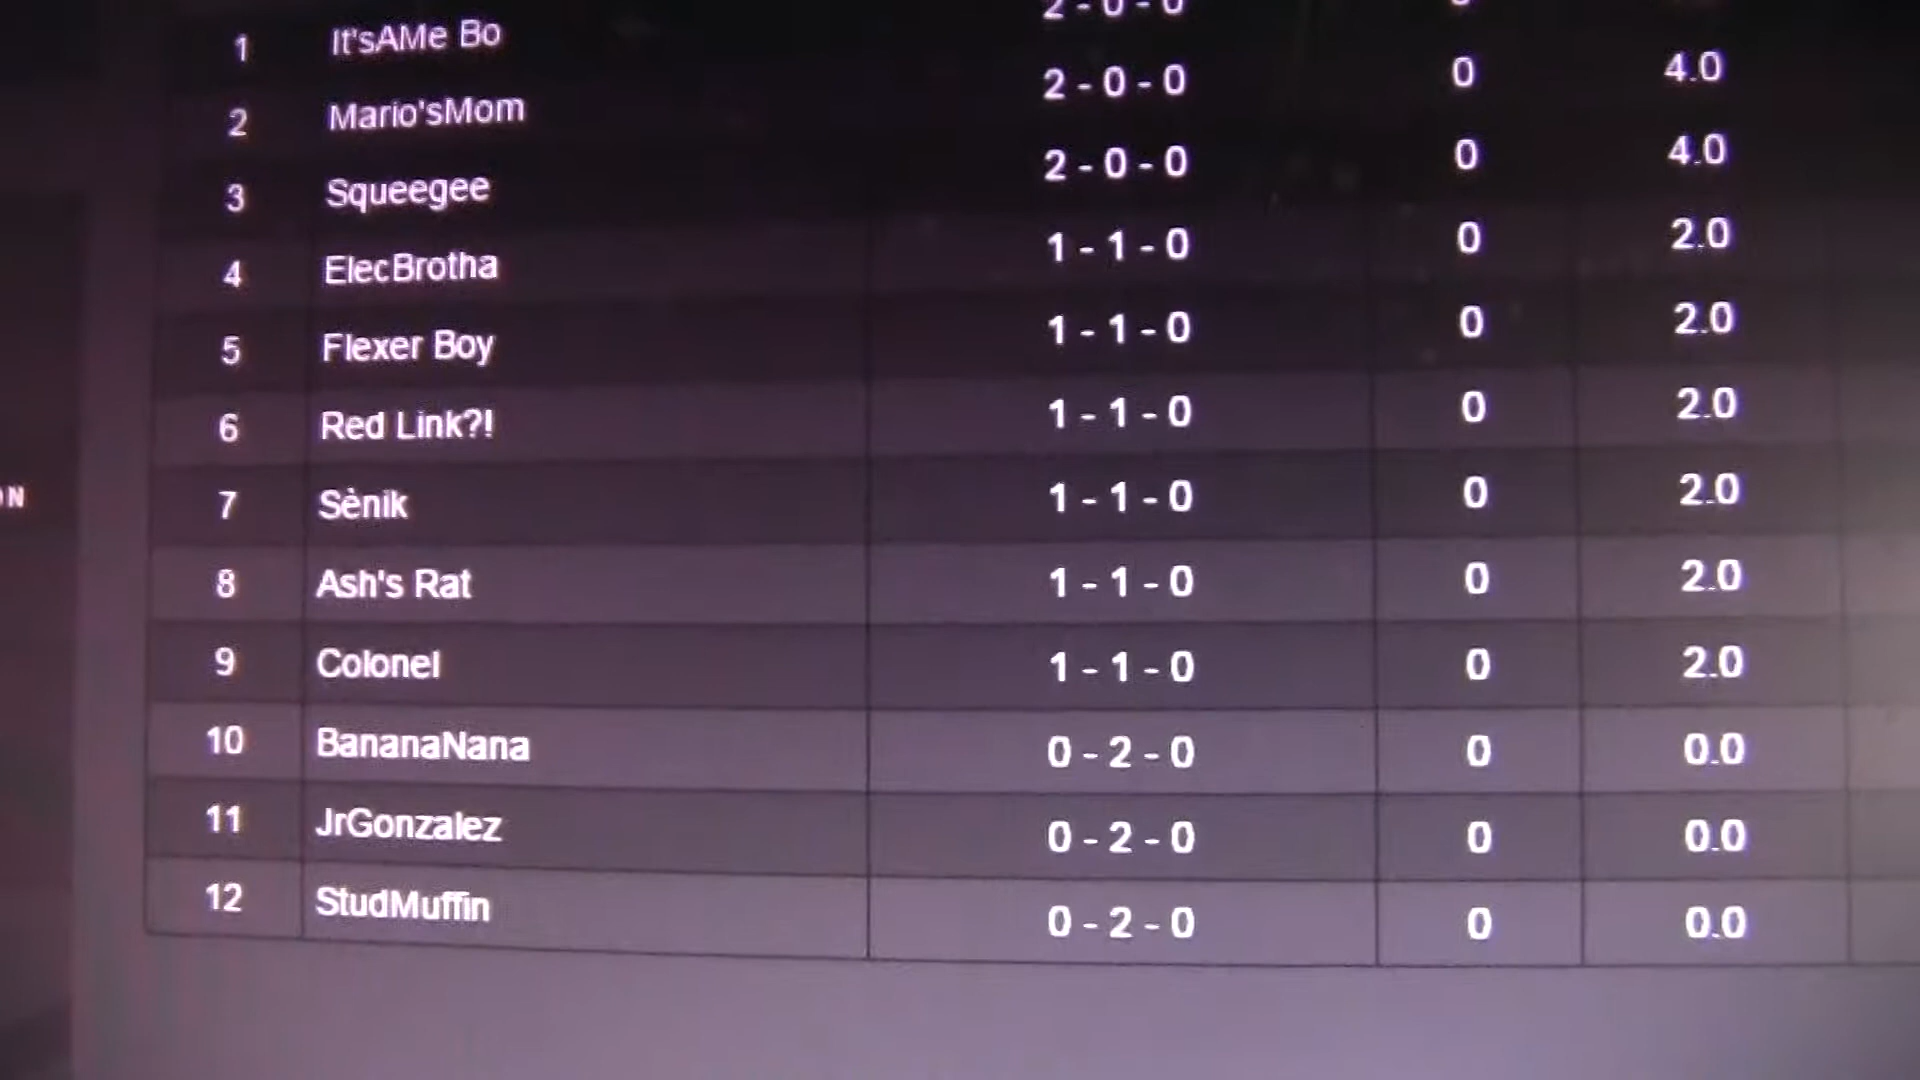 1 It'sAMe Bo 2 - 0 - 0
2 Mario'sMom 2 - 0 - 0 0 4.0
3 Squeegee 2 - 0 - 0 0 4.0
4 ElecBrotha 1 - 1 - 0 0 2.0
5 Flexer Boy 1 - 1 - 0 0 2.0
6 Red Link?! 1 - 1 - 0 0 2.0
7 Sènik 1 - 1 - 0 0 2.0
8 Ash's Rat 1 - 1 - 0 0 2.0
9 Colonel 1 - 1 - 0 0 2.0
10 BananaNana 0 - 2 - 0 0 0.0
11 JrGonzalez 0 - 2 - 0 0 0.0
12 StudMuffin 0 - 2 - 0 0 0.0